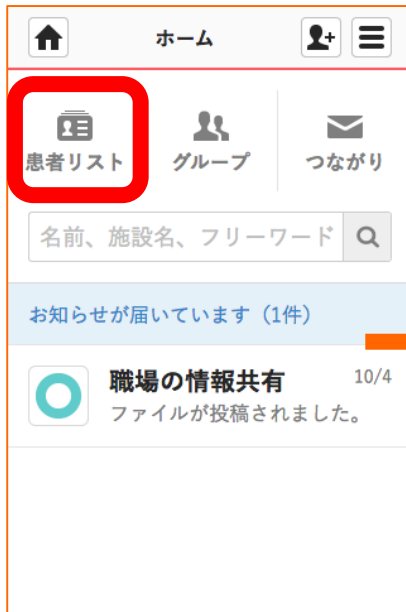 ホーム
患者リスト グループ つながり
名前、施設名、フリーワード
お知らせが届いています（1件）
職場の情報共有 10/4
ファイルが投稿されました。